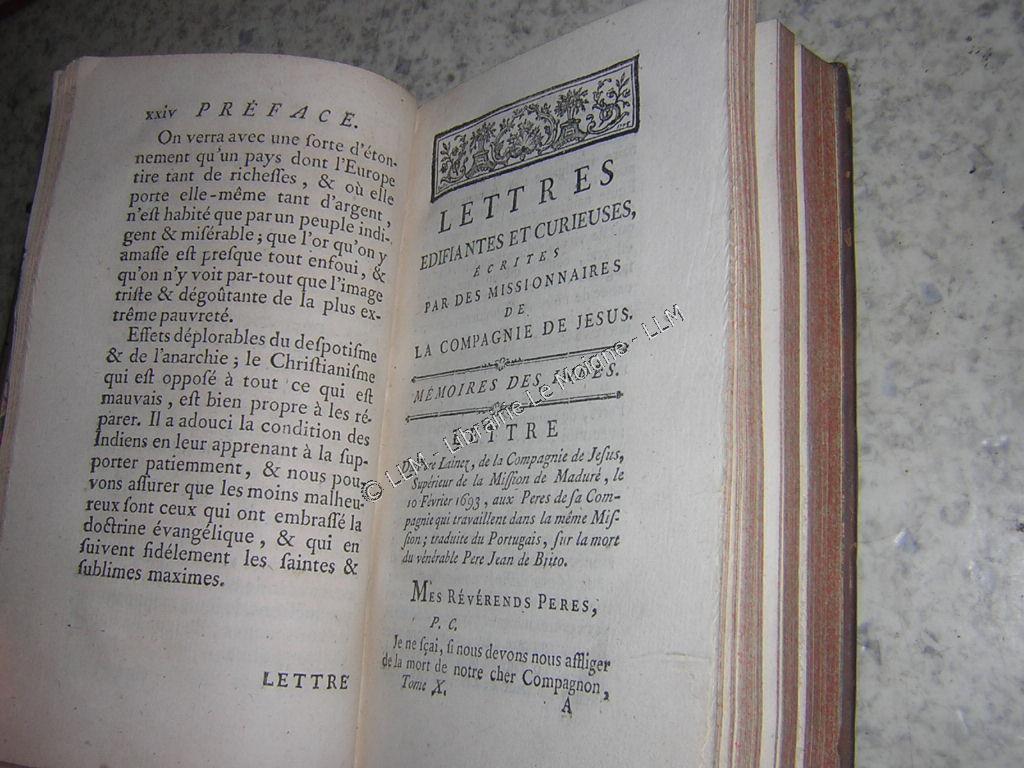 xxiv PRÉFACE.
On verra avec une sorte d'éton-
nement qu'un pays dont l'Europe
tire tant de richesses, & où elle
porte elle-même tant d'argent,
n'est habité que par un peuple indi-
gent & misérable; que l'or qu'on y
amasse est presque tout enfoui, &
qu'on n'y voit par-tout que l'image
triste & dégoûtante de la plus ex-
trême pauvreté.
Effets déplorables du despotisme
& de l'anarchie; le Christianisme
qui est opposé à tout ce qui est
mauvais, est bien propre à les ré-
parer. Il a adouci la condition des
Indiens en leur apprenant à la sup-
porter patiemment, & nous pou-
vons assurer que les moins malheu-
reux sont ceux qui ont embrassé la
doctrine évangélique, & qui en
suivent fidélement les saintes &
sublimes maximes.
LETTRE
LETTRES
EDIFIANTES ET CURIEUSES,
ÉCRITES
PAR DES MISSIONNAIRES
DE
LA COMPAGNIE DE JESUS.
MÉMOIRES DES INDES.
LETTRE
Lainez, de la Compagnie de Jesus,
Supérieur de la Mission de Maduré, le
10 Février 1693, aux Peres de sa Com-
pagnie qui travaillent dans la même Mis-
sion; traduite du Portugais, sur la mort
du vénérable Pere Jean de Brito.
MES RÉVÉRENDS PERES,
P. C.
Je ne sçai, si nous devons nous affliger
de la mort de notre cher Compagnon,
Tome X. A
© LLM - Librairie Le Moigne - LLM